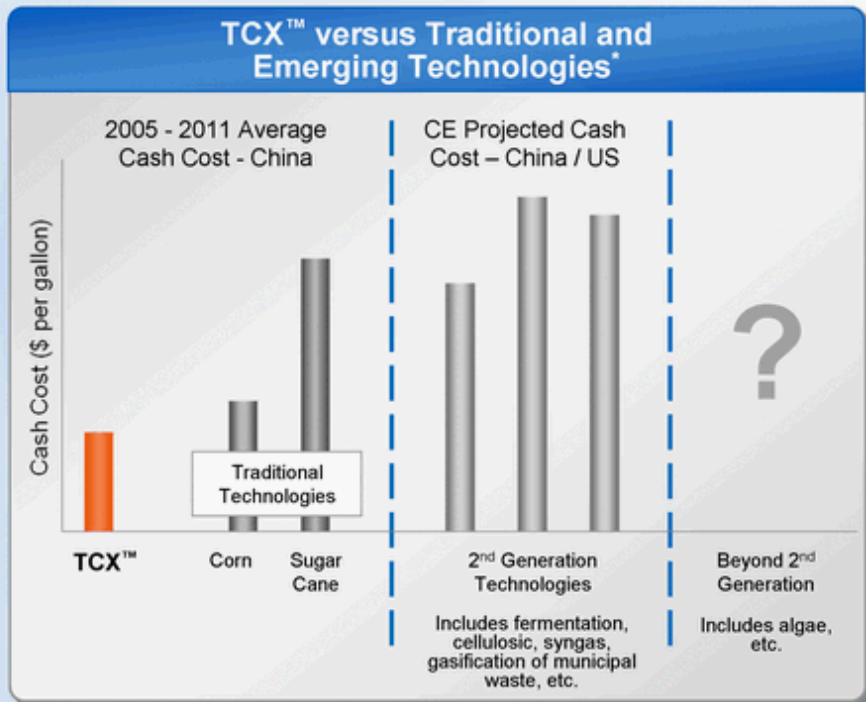 TCX™ versus Traditional and
Emerging Technologies*
2005 - 2011 Average
Cash Cost - China
CE Projected Cash
Cost – China / US
Cash Cost ($ per gallon)
?
Traditional
Technologies
TCX™
Corn
Sugar
Cane
2nd Generation
Technologies
Includes fermentation,
cellulosic, syngas,
gasification of municipal
waste, etc.
Beyond 2nd
Generation
Includes algae,
etc.